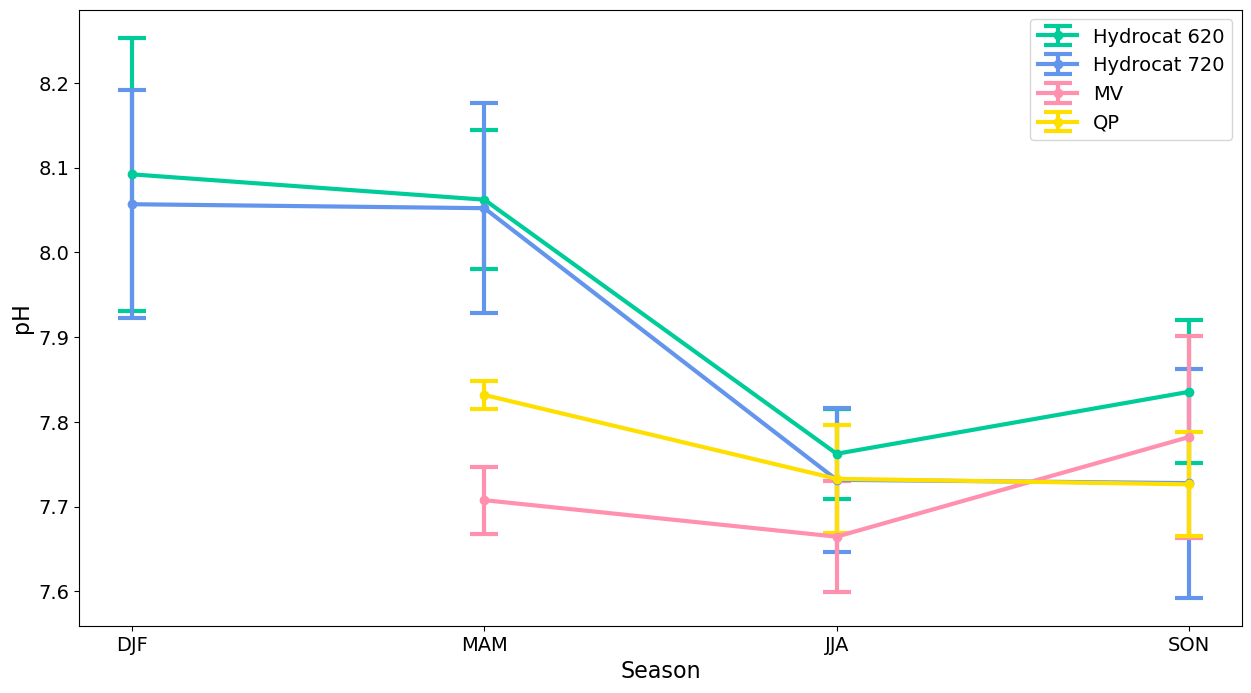 Hydrocat 620
Hydrocat 720
MV
QP
8.2
8.1
8.0
7.9
7.8
7.7
7.6
pH
DJF MAM JJA SON
Season